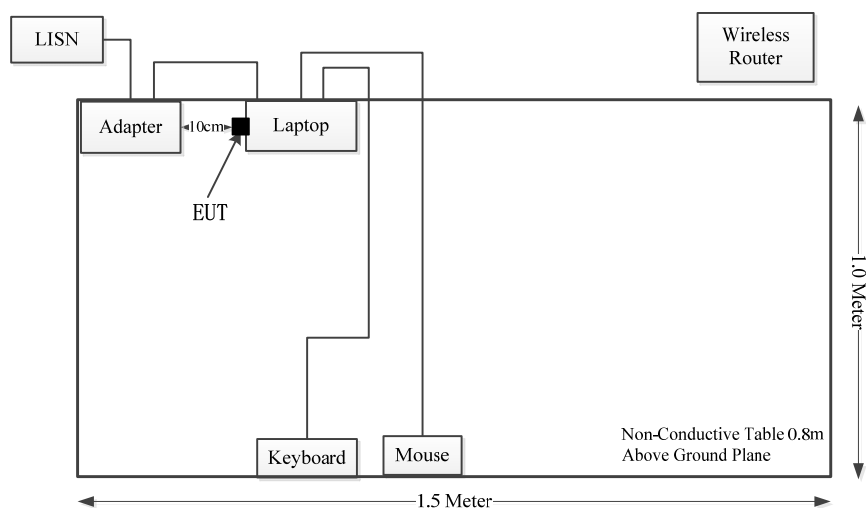 LISN
Wireless
Router
Adapter
10cm
Laptop
EUT
1.0 Meter
Keyboard
Mouse
Non-Conductive Table 0.8m
Above Ground Plane
1.5 Meter